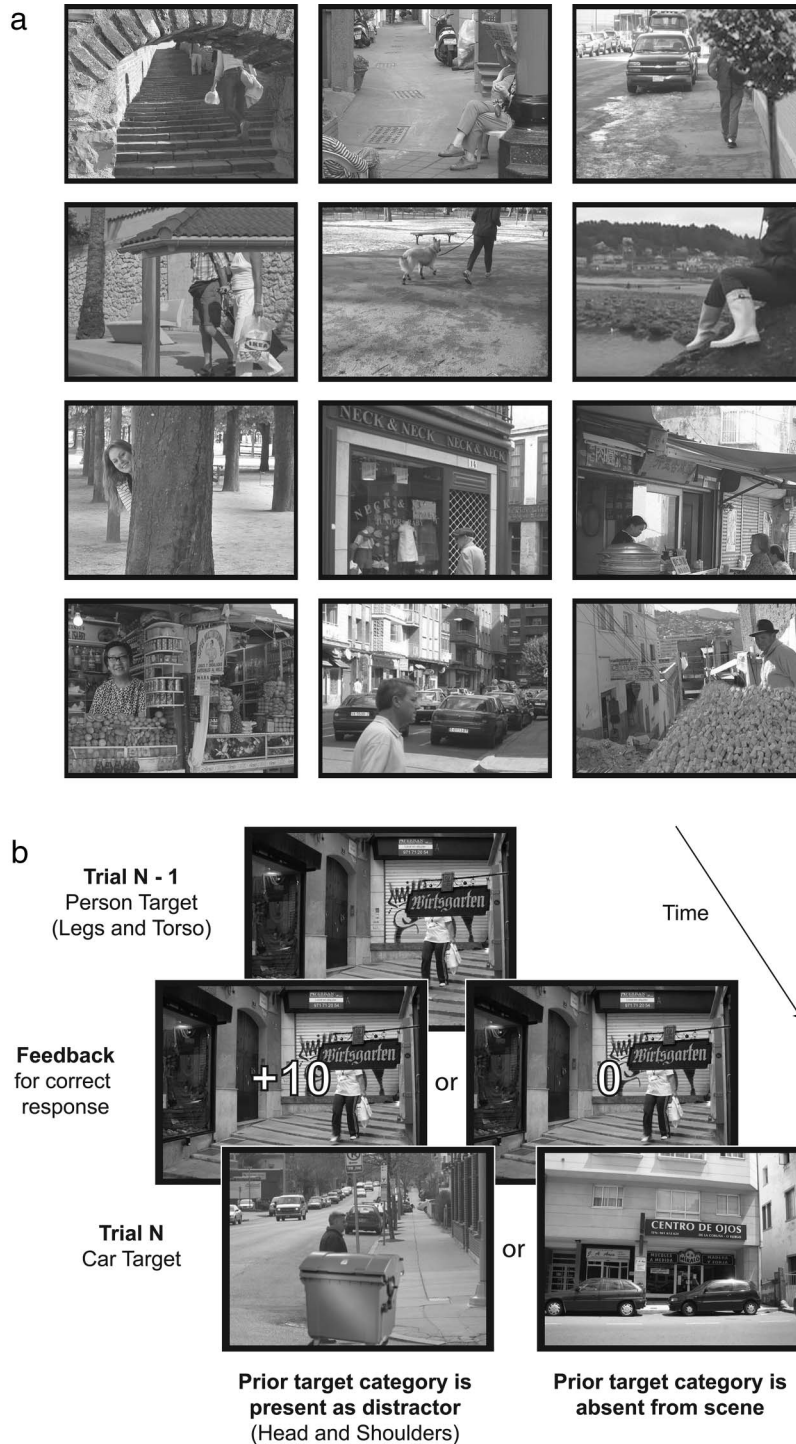 a
IKEA
NECK & NECK NECK & NECK
NECK &
b
Trial N - 1
Person Target
(Legs and Torso)
Time
Wirtsgarten
Feedback
for correct
response
+10
Wirtsgarten
or
0
Wirtsgarten
Trial N
Car Target
or
CENTRO DE OJOS
Prior target category is
present as distractor
(Head and Shoulders)
Prior target category is
absent from scene